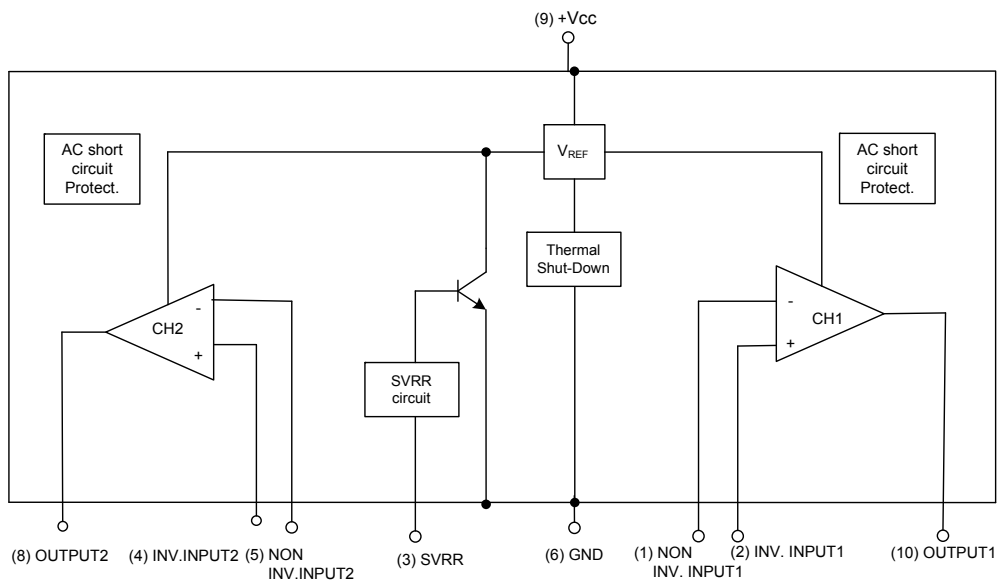 (9) +Vcc
AC short
circuit
Protect.
VREF
AC short
circuit
Protect.
Thermal
Shut-Down
-
CH2
+
-
CH1
+
SVRR
circuit
(8) OUTPUT2
(4) INV.INPUT2
(5) NON
INV.INPUT2
(3) SVRR
(6) GND
(1) NON
INV. INPUT1
(2) INV. INPUT1
(10) OUTPUT1